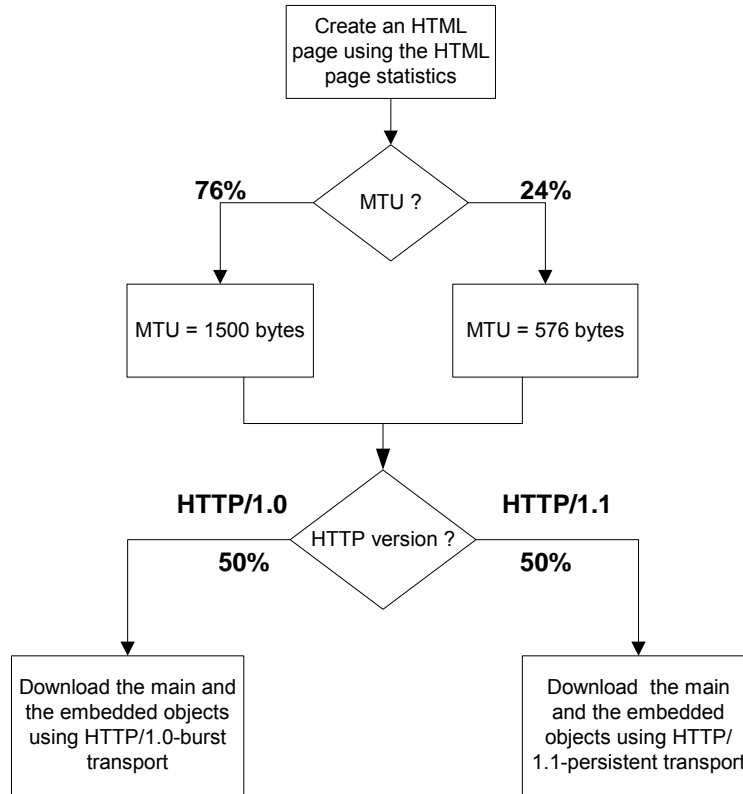 Create an HTML
page using the HTML
page statistics
76%
MTU ?
24%
MTU = 1500 bytes
MTU = 576 bytes
HTTP/1.0
HTTP/1.1
HTTP version ?
50%
50%
Download the main and
the embedded objects
using HTTP/1.0-burst
transport
Download the main
and the embedded
objects using HTTP/
1.1-persistent transport